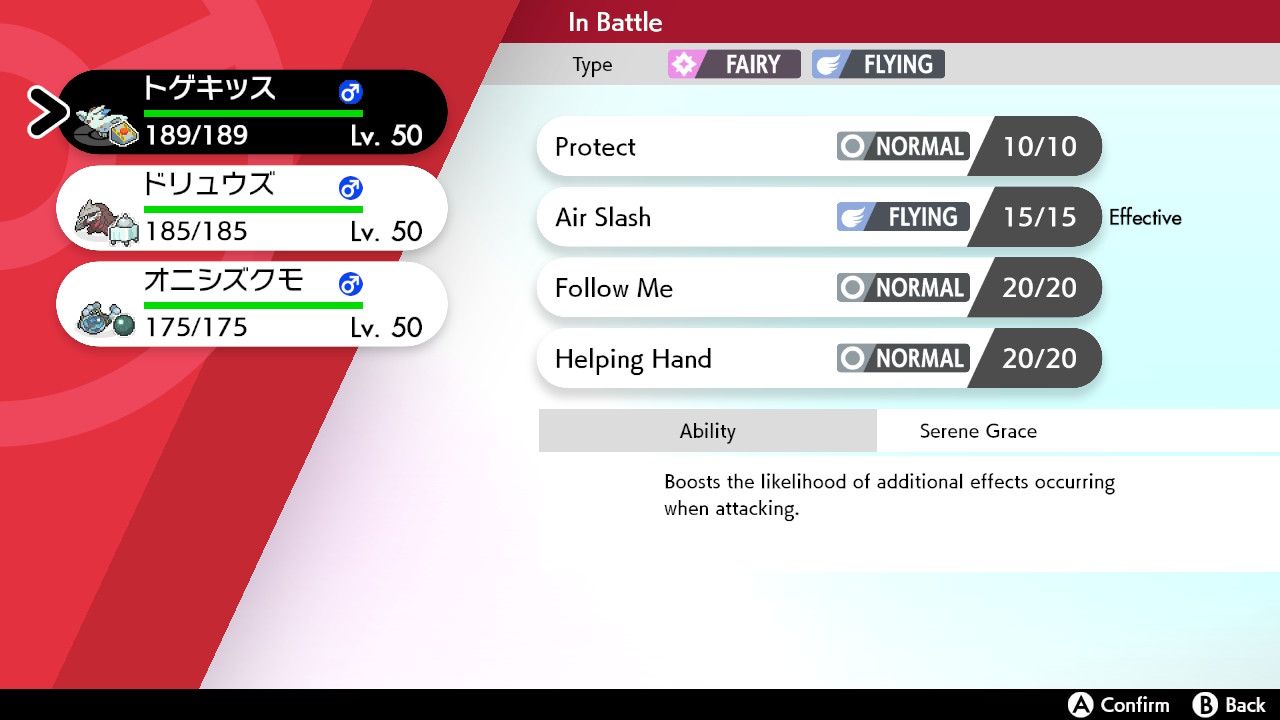 In Battle
Type FAIRY FLYING
トゲキッス ♂
189/189 Lv. 50
ドリュウズ ♂
185/185 Lv. 50
オニシズクモ ♂
175/175 Lv. 50
Protect NORMAL 10/10
Air Slash FLYING 15/15 Effective
Follow Me NORMAL 20/20
Helping Hand NORMAL 20/20
Ability Serene Grace
Boosts the likelihood of additional effects occurring
when attacking.
A Confirm B Back